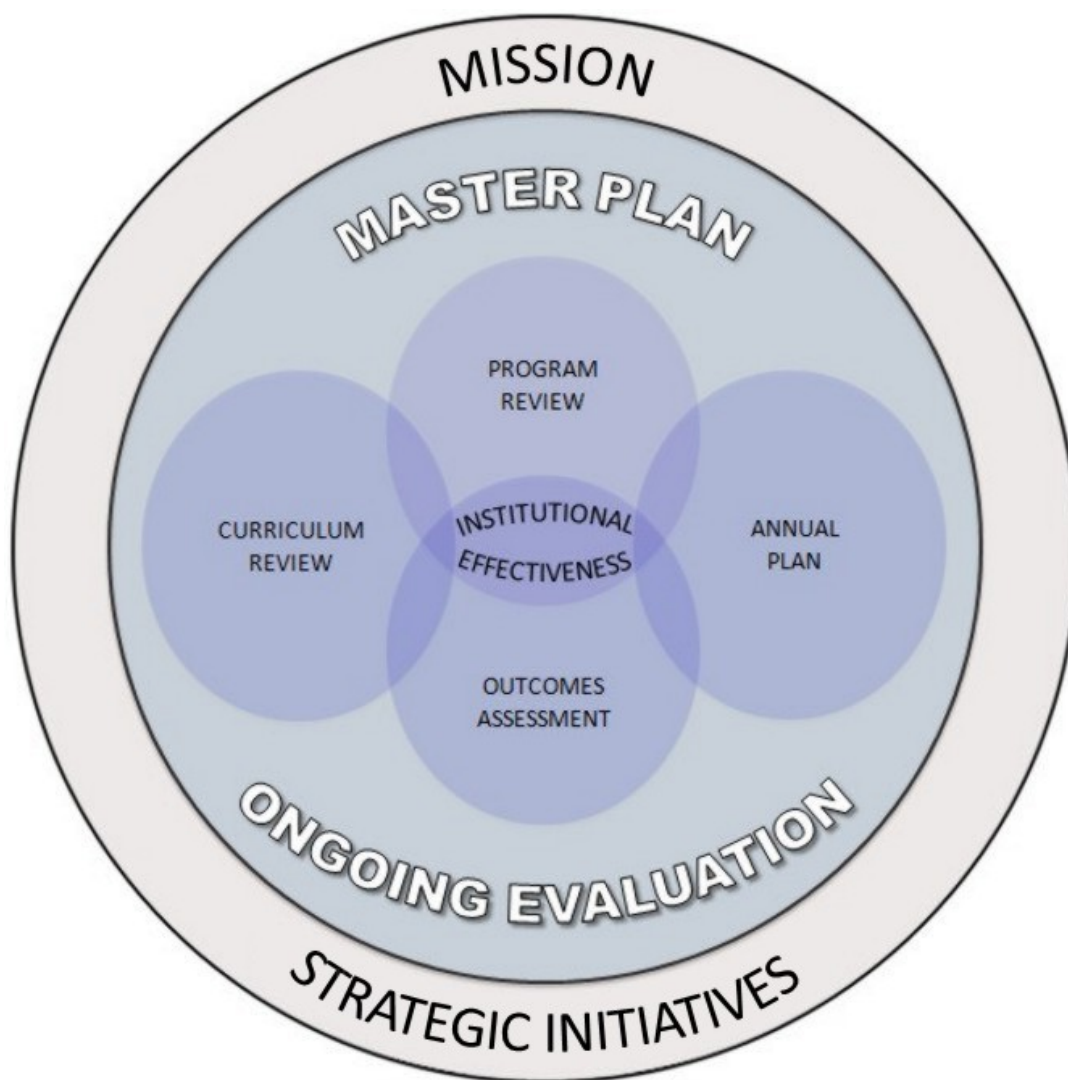 MISSION
MASTER PLAN
PROGRAM
REVIEW
CURRICULUM
REVIEW
INSTITUTIONAL
EFFECTIVENESS
ANNUAL
PLAN
OUTCOMES
ASSESSMENT
ONGOING EVALUATION
STRATEGIC INITIATIVES